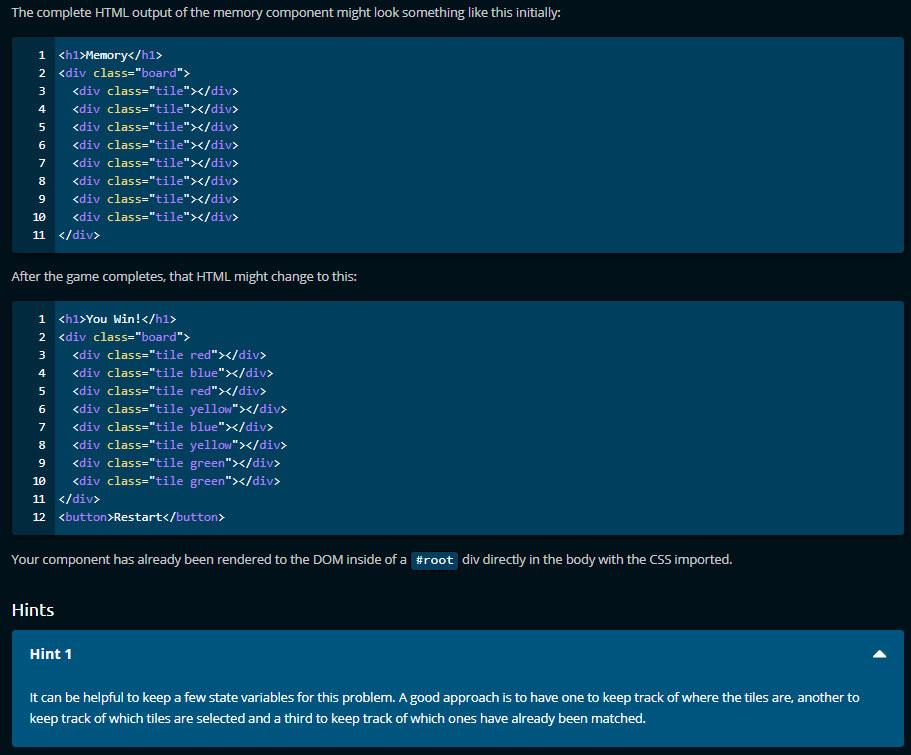 The complete HTML output of the memory component might look something like this initially:
1 <h1>Memory</h1>
2 <div class="board">
3   <div class="tile"></div>
4   <div class="tile"></div>
5   <div class="tile"></div>
6   <div class="tile"></div>
7   <div class="tile"></div>
8   <div class="tile"></div>
9   <div class="tile"></div>
10   <div class="tile"></div>
11 </div>
After the game completes, that HTML might change to this:
1 <h1>You Win!</h1>
2 <div class="board">
3   <div class="tile red"></div>
4   <div class="tile blue"></div>
5   <div class="tile red"></div>
6   <div class="tile yellow"></div>
7   <div class="tile blue"></div>
8   <div class="tile yellow"></div>
9   <div class="tile green"></div>
10   <div class="tile green"></div>
11 </div>
12 <button>Restart</button>
Your component has already been rendered to the DOM inside of a #root div directly in the body with the CSS imported.
Hints
Hint 1
It can be helpful to keep a few state variables for this problem. A good approach is to have one to keep track of where the tiles are, another to
keep track of which tiles are selected and a third to keep track of which ones have already been matched.